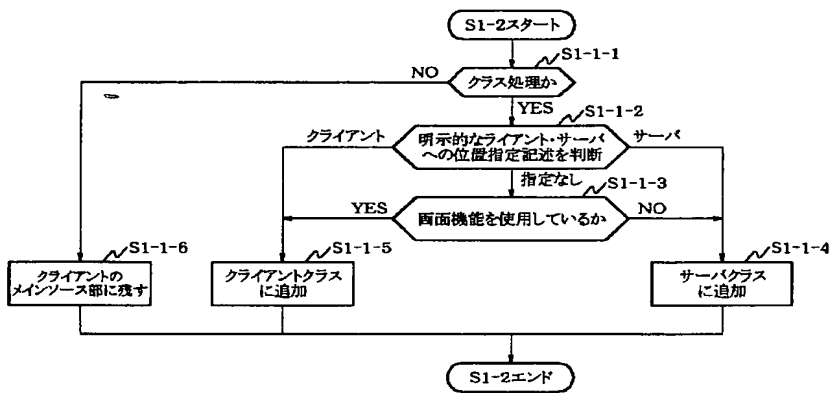 S1-2スタート
S1-1-1
NO
クラス処理か
YES
S1-1-2
クライアント
明示的なライアント・サーバ
への位置指定記述を判断
サーバ
指定なし
S1-1-3
YES
画面機能を使用しているか
NO
S1-1-6
S1-1-5
S1-1-4
クライアントの
メインソース部に残す
クライアントクラス
に追加
サーバクラス
に追加
S1-2エンド